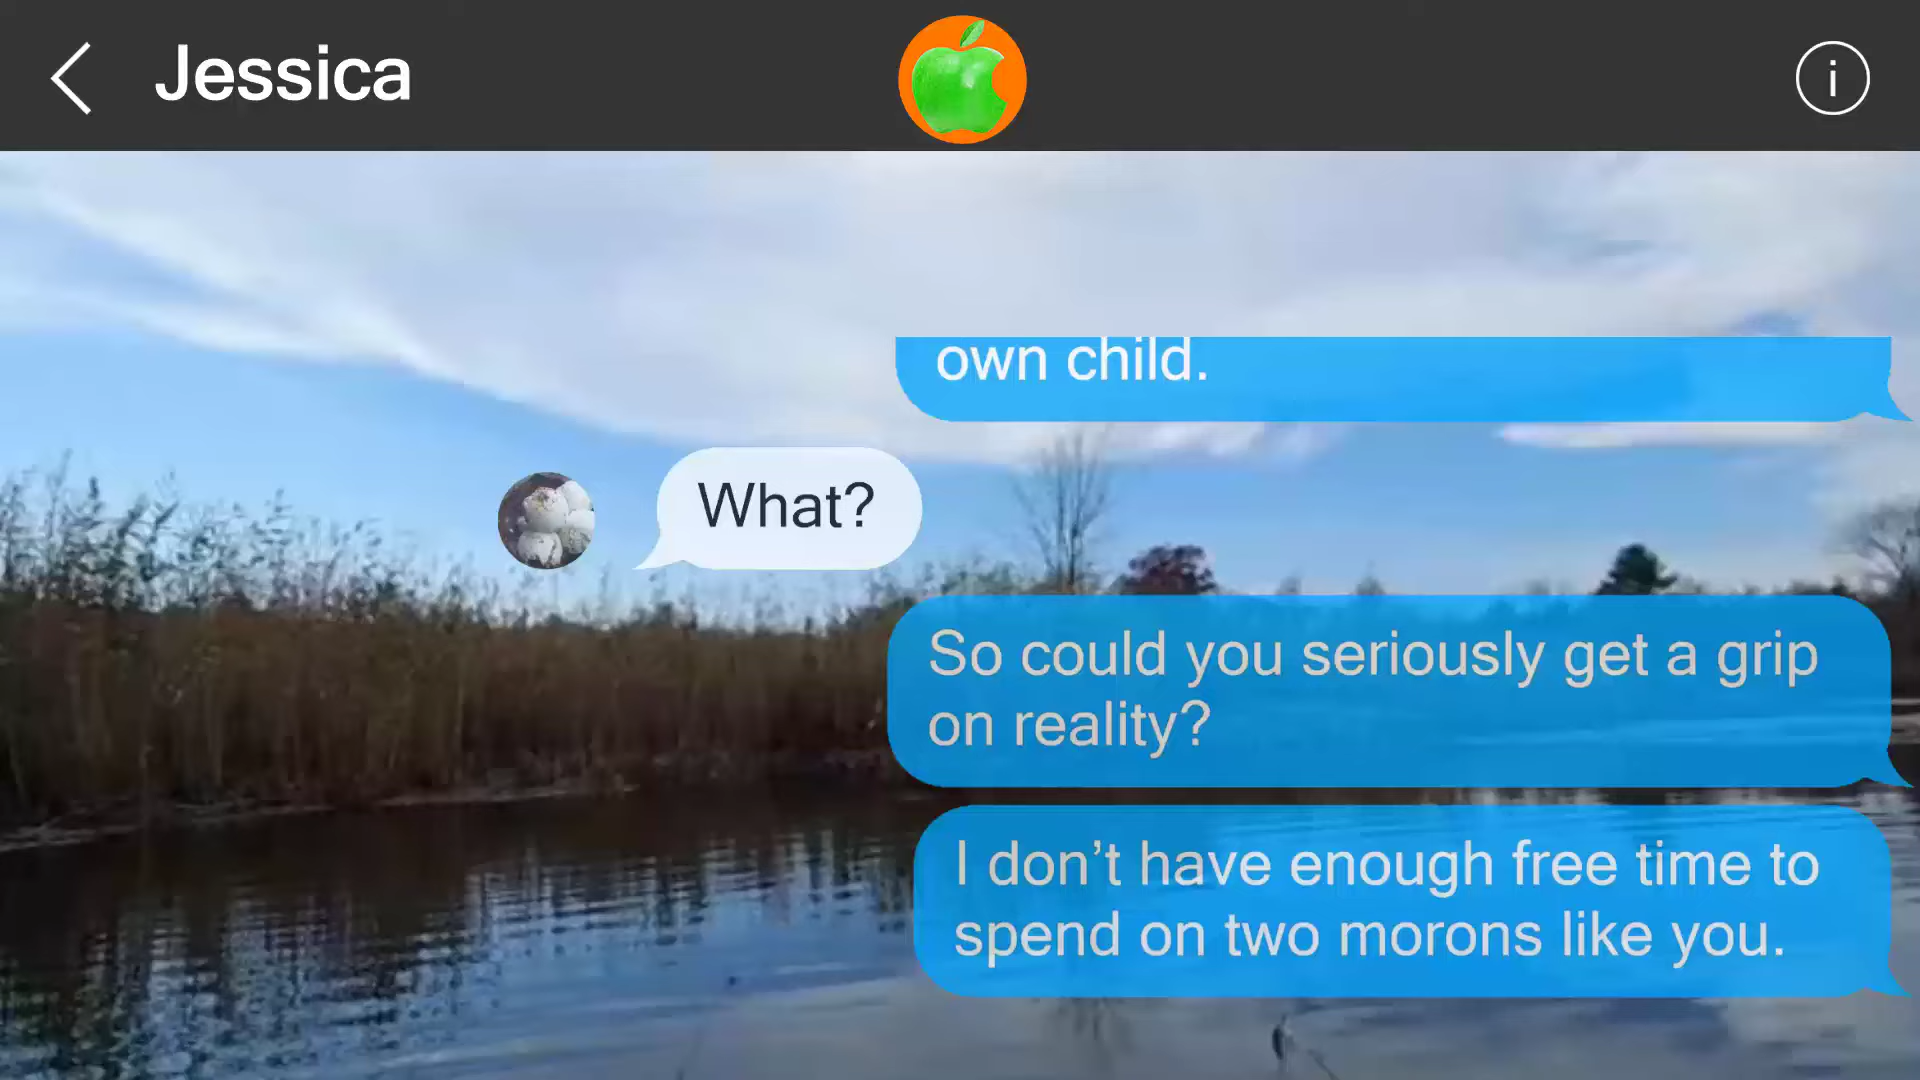 Jessica
i
own child.
What?
So could you seriously get a grip
on reality?
I don’t have enough free time to
spend on two morons like you.